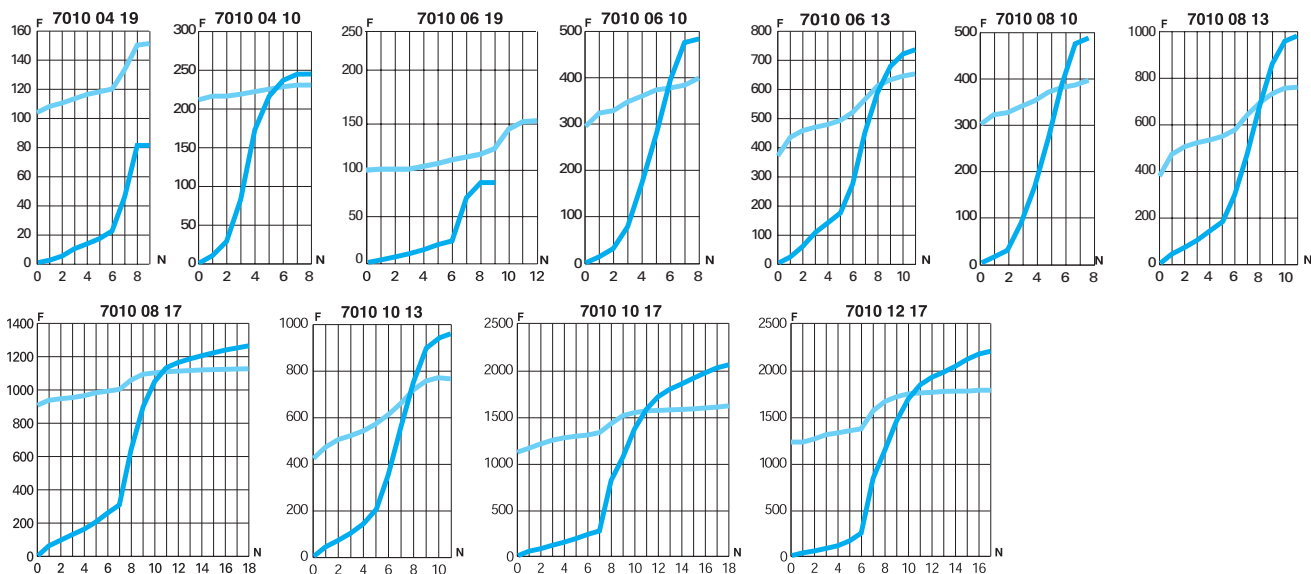 7010 04 19
F
160
140
120
100
80
60
40
20
0
0 2 4 6 8 N
7010 04 10
F
300
250
200
150
100
50
0
0 2 4 6 8 N
7010 06 19
F
250
200
150
100
50
0
0 2 4 6 8 10 12 N
7010 06 10
F
500
400
300
200
100
0
0 2 4 6 8 N
7010 06 13
F
800
700
600
500
400
300
200
100
0
0 2 4 6 8 10 N
7010 08 10
F
500
400
300
200
100
0
0 2 4 6 8 N
7010 08 13
F
1000
800
600
400
200
0
0 2 4 6 8 10 N
7010 08 17
F
1400
1200
1000
800
600
400
200
0
N
0 2 4 6 8 10 12 14 16 18
7010 10 13
F
1000
800
600
400
200
0
N
0 2 4 6 8 10
7010 10 17
F
2500
2000
1500
1000
500
0
N
0 2 4 6 8 10 12 14 16 18
7010 12 17
F
2500
2000
1500
1000
500
0
N
0 2 4 6 8 10 12 14 16